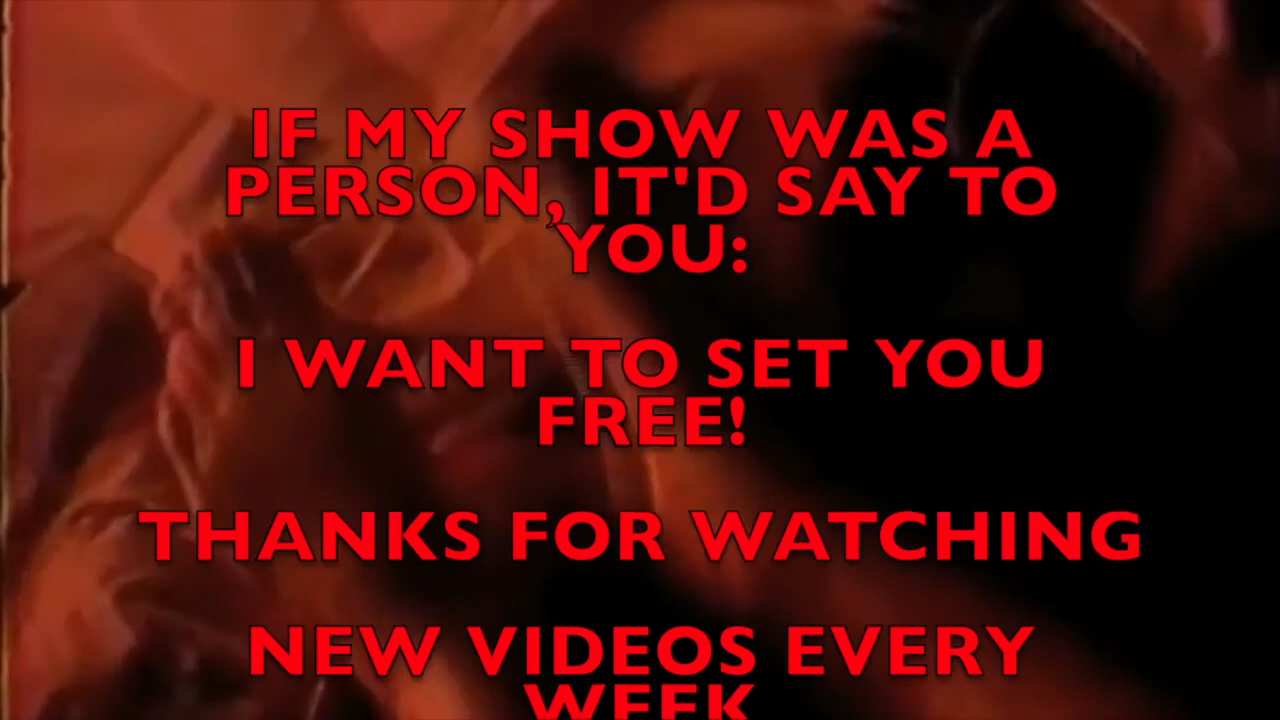 IF MY SHOW WAS A
PERSON, IT'D SAY TO
YOU:
I WANT TO SET YOU
FREE!
THANKS FOR WATCHING
NEW VIDEOS EVERY
WEEK